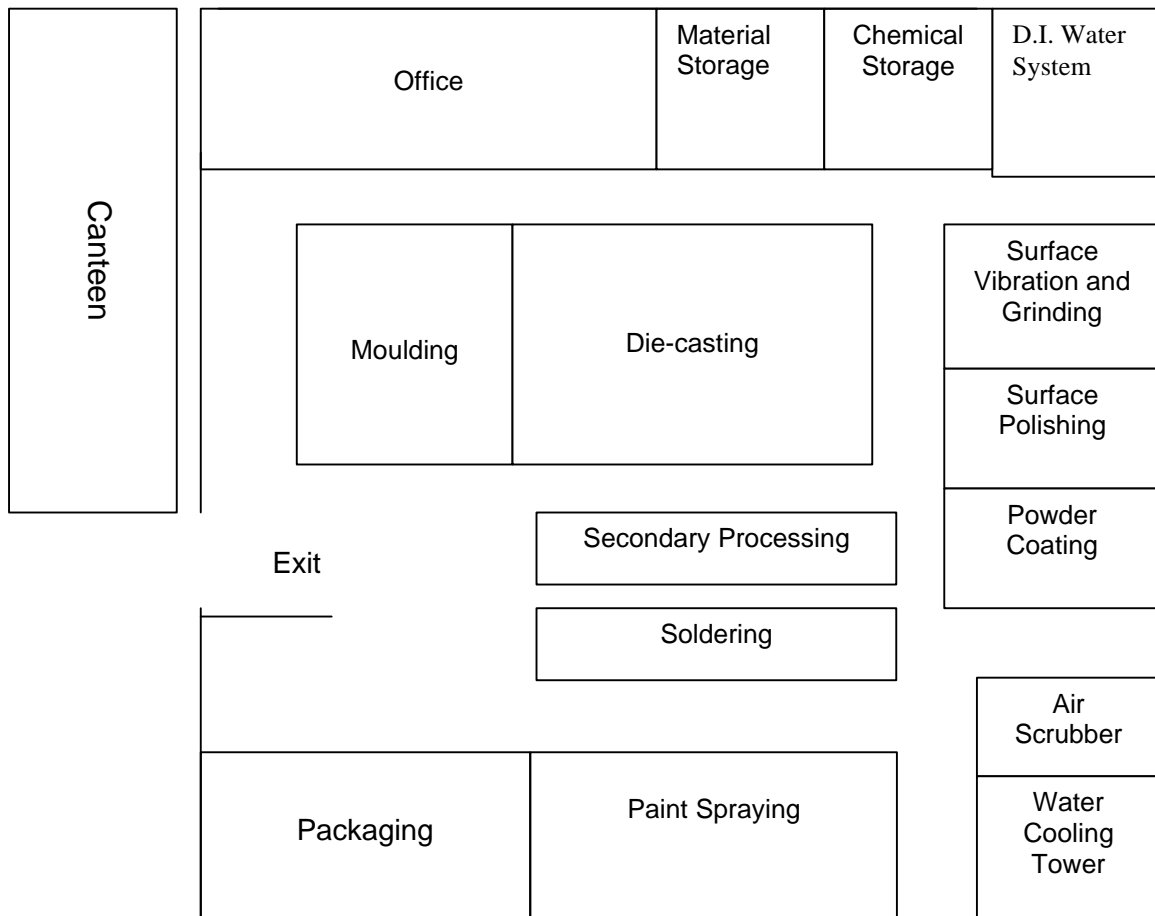 Canteen
Office
Material
Storage
Chemical
Storage
D.I. Water
System
Moulding
Die-casting
Surface
Vibration and
Grinding
Surface
Polishing
Powder
Coating
Exit
Secondary Processing
Soldering
Air
Scrubber
Packaging
Paint Spraying
Water
Cooling
Tower